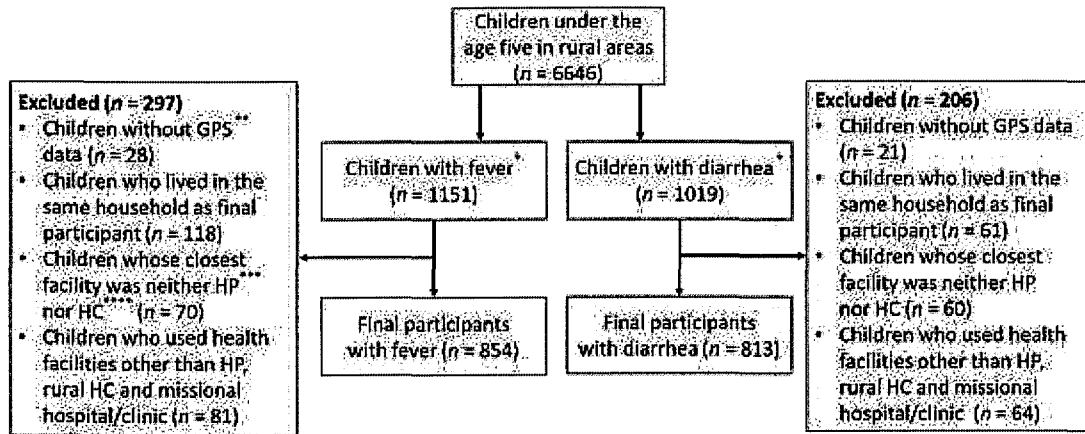 Children under the
age five in rural areas
(n = 6646)
Excluded (n = 297)
• Children without GPS**
data (n = 28)
• Children who lived in the
same household as final
participant (n = 118)
• Children whose closest
facility was neither HP***
nor HC**** (n = 70)
• Children who used health
facilities other than HP,
rural HC and missional
hospital/clinic (n = 81)
Children with fever*
(n = 1151)
Children with diarrhea*
(n = 1019)
Final participants
with fever (n = 854)
Final participants
with diarrhea (n = 813)
Excluded (n = 206)
• Children without GPS data
(n = 21)
• Children who lived in the
same household as final
participant (n = 61)
• Children whose closest
facility was neither HP
nor HC (n = 60)
• Children who used health
facilities other than HP,
rural HC and missional
hospital/clinic (n = 64)